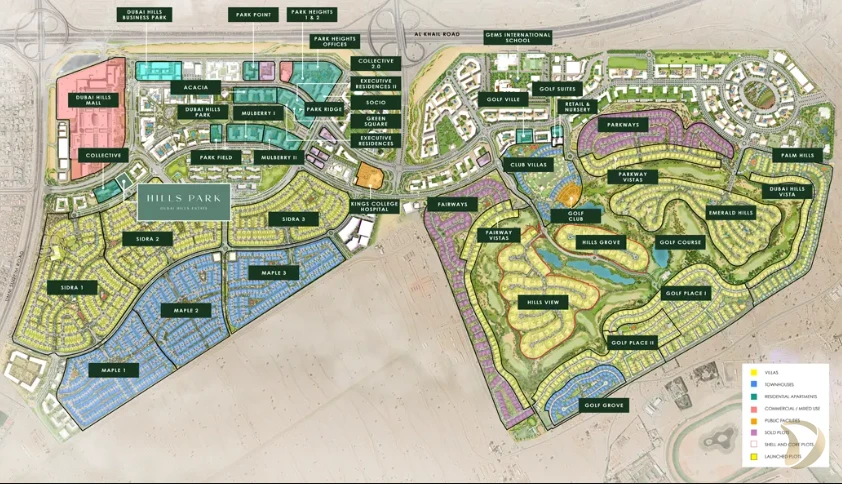 DUBAI HILLS
BUSINESS PARK
PARK POINT
PARK HEIGHTS
1 & 2
PARK HEIGHTS
OFFICES
AL KHAIL ROAD
GEMS INTERNATIONAL
SCHOOL
COLLECTIVE
2.0
ACACIA
EXECUTIVE
RESIDENCES II
GOLF SUITES
DUBAI HILLS
MALL
GOLF VILLE
SOCIO
RETAIL &
NURSERY
DUBAI HILLS
PARK
MULBERRY I
PARK RIDGE
GREEN
SQUARE
PARKWAYS
EXECUTIVE
RESIDENCES
COLLECTIVE
PARK FIELD
MULBERRY II
CLUB VILLAS
PALM HILLS
PARKWAY
VISTAS
DUBAI HILLS
VISTA
HILLS PARK
DUBAI HILLS ESTATE
KINGS COLLEGE
HOSPITAL
FAIRWAYS
SIDRA 3
GOLF
CLUB
EMERALD HILLS
SIDRA 2
FAIRWAY
VISTAS
HILLS GROVE
GOLF COURSE
MAPLE 3
SIDRA 1
HILLS VIEW
GOLF PLACE I
MAPLE 2
GOLF PLACE II
MAPLE 1
GOLF GROVE
VILLAS
TOWNHOUSES
RESIDENTIAL APARTMENTS
COMMERCIAL / MIXED USE
PUBLIC FACILITIES
SOLD PLOTS
SHELL AND CORE PLOTS
LAUNCHED PLOTS